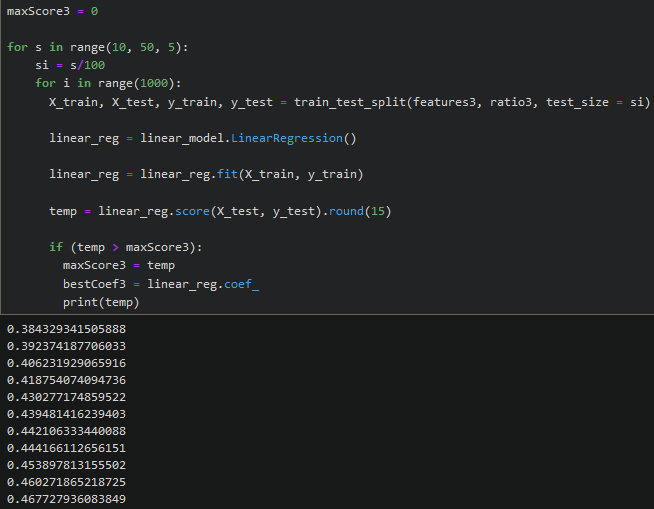 maxScore3 = 0
for s in range(10, 50, 5):
si = s/100
for i in range(1000):
X_train, X_test, y_train, y_test = train_test_split(features3, ratio3, test_size = si)
linear_reg = linear_model.LinearRegression()
linear_reg = linear_reg.fit(X_train, y_train)
temp = linear_reg.score(X_test, y_test).round(15)
if (temp > maxScore3):
maxScore3 = temp
bestCoef3 = linear_reg.coef_
print(temp)
0.384329341505888
0.392374187706033
0.406231929065916
0.418754074094736
0.430277174859522
0.439481416239403
0.442106333440088
0.444166112656151
0.453897813155502
0.460271865218725
0.467727936083849